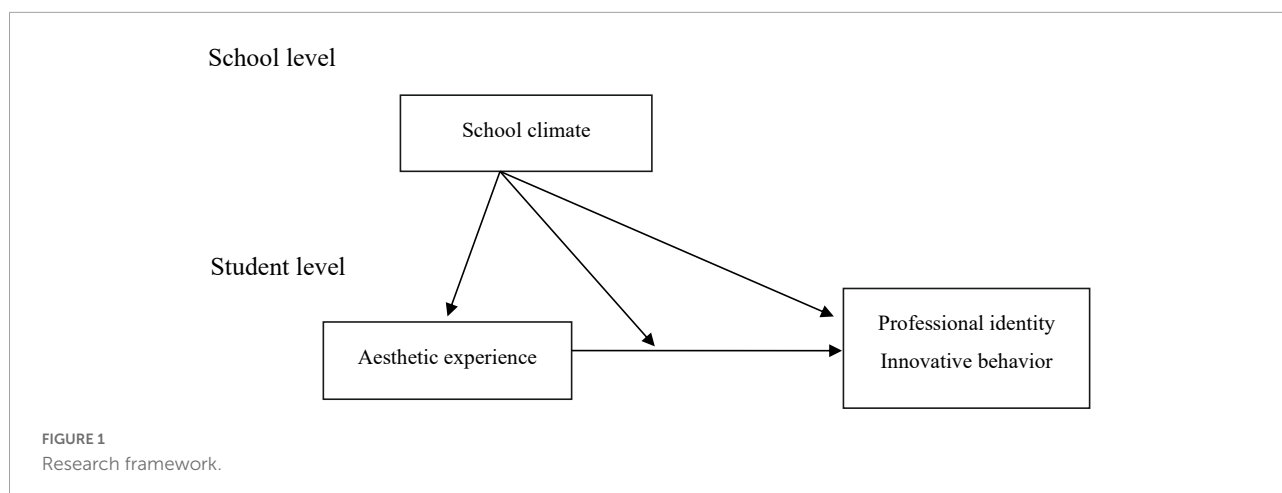 School level
School climate
Student level
Professional identity
Aesthetic experience
Innovative behavior
FIGURE 1
Research framework.